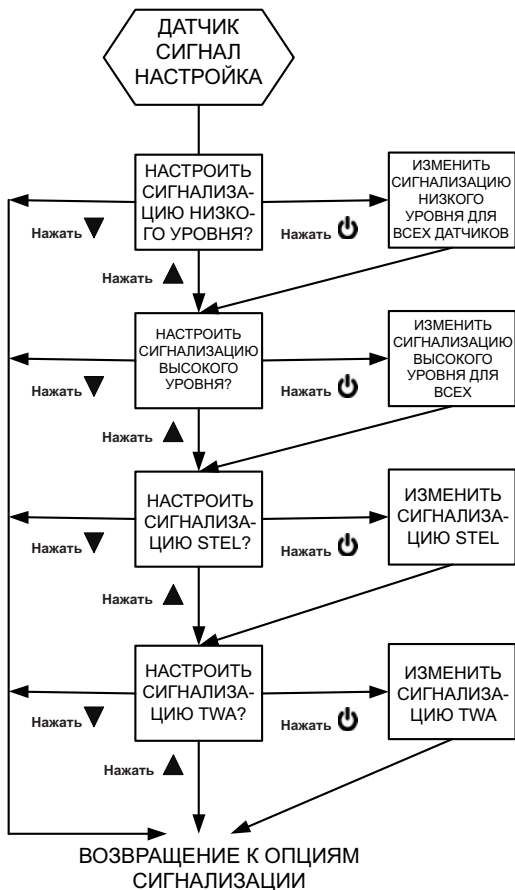 ДАТЧИК
СИГНАЛ
НАСТРОЙКА
НАСТРОИТЬ
СИГНАЛИЗА-
ЦИЮ НИЗКО-
ГО УРОВНЯ?
ИЗМЕНИТЬ
СИГНАЛИЗАЦИЮ
НИЗКОГО
УРОВНЯ ДЛЯ
ВСЕХ ДАТЧИКОВ
Нажать ▼
Нажать ⏻
Нажать ▲
НАСТРОИТЬ
СИГНАЛИЗАЦИЮ
ВЫСОКОГО
УРОВНЯ?
ИЗМЕНИТЬ
СИГНАЛИЗАЦИЮ
ВЫСОКОГО
УРОВНЯ ДЛЯ
ВСЕХ
Нажать ▼
Нажать ⏻
Нажать ▲
НАСТРОИТЬ
СИГНАЛИЗА-
ЦИЮ STEL?
ИЗМЕНИТЬ
СИГНАЛИЗА-
ЦИЮ STEL
Нажать ▼
Нажать ⏻
Нажать ▲
НАСТРОИТЬ
СИГНАЛИЗА-
ЦИЮ TWA?
ИЗМЕНИТЬ
СИГНАЛИЗА-
ЦИЮ TWA
Нажать ▼
Нажать ⏻
Нажать ▲
ВОЗВРАЩЕНИЕ К ОПЦИЯМ
СИГНАЛИЗАЦИИ